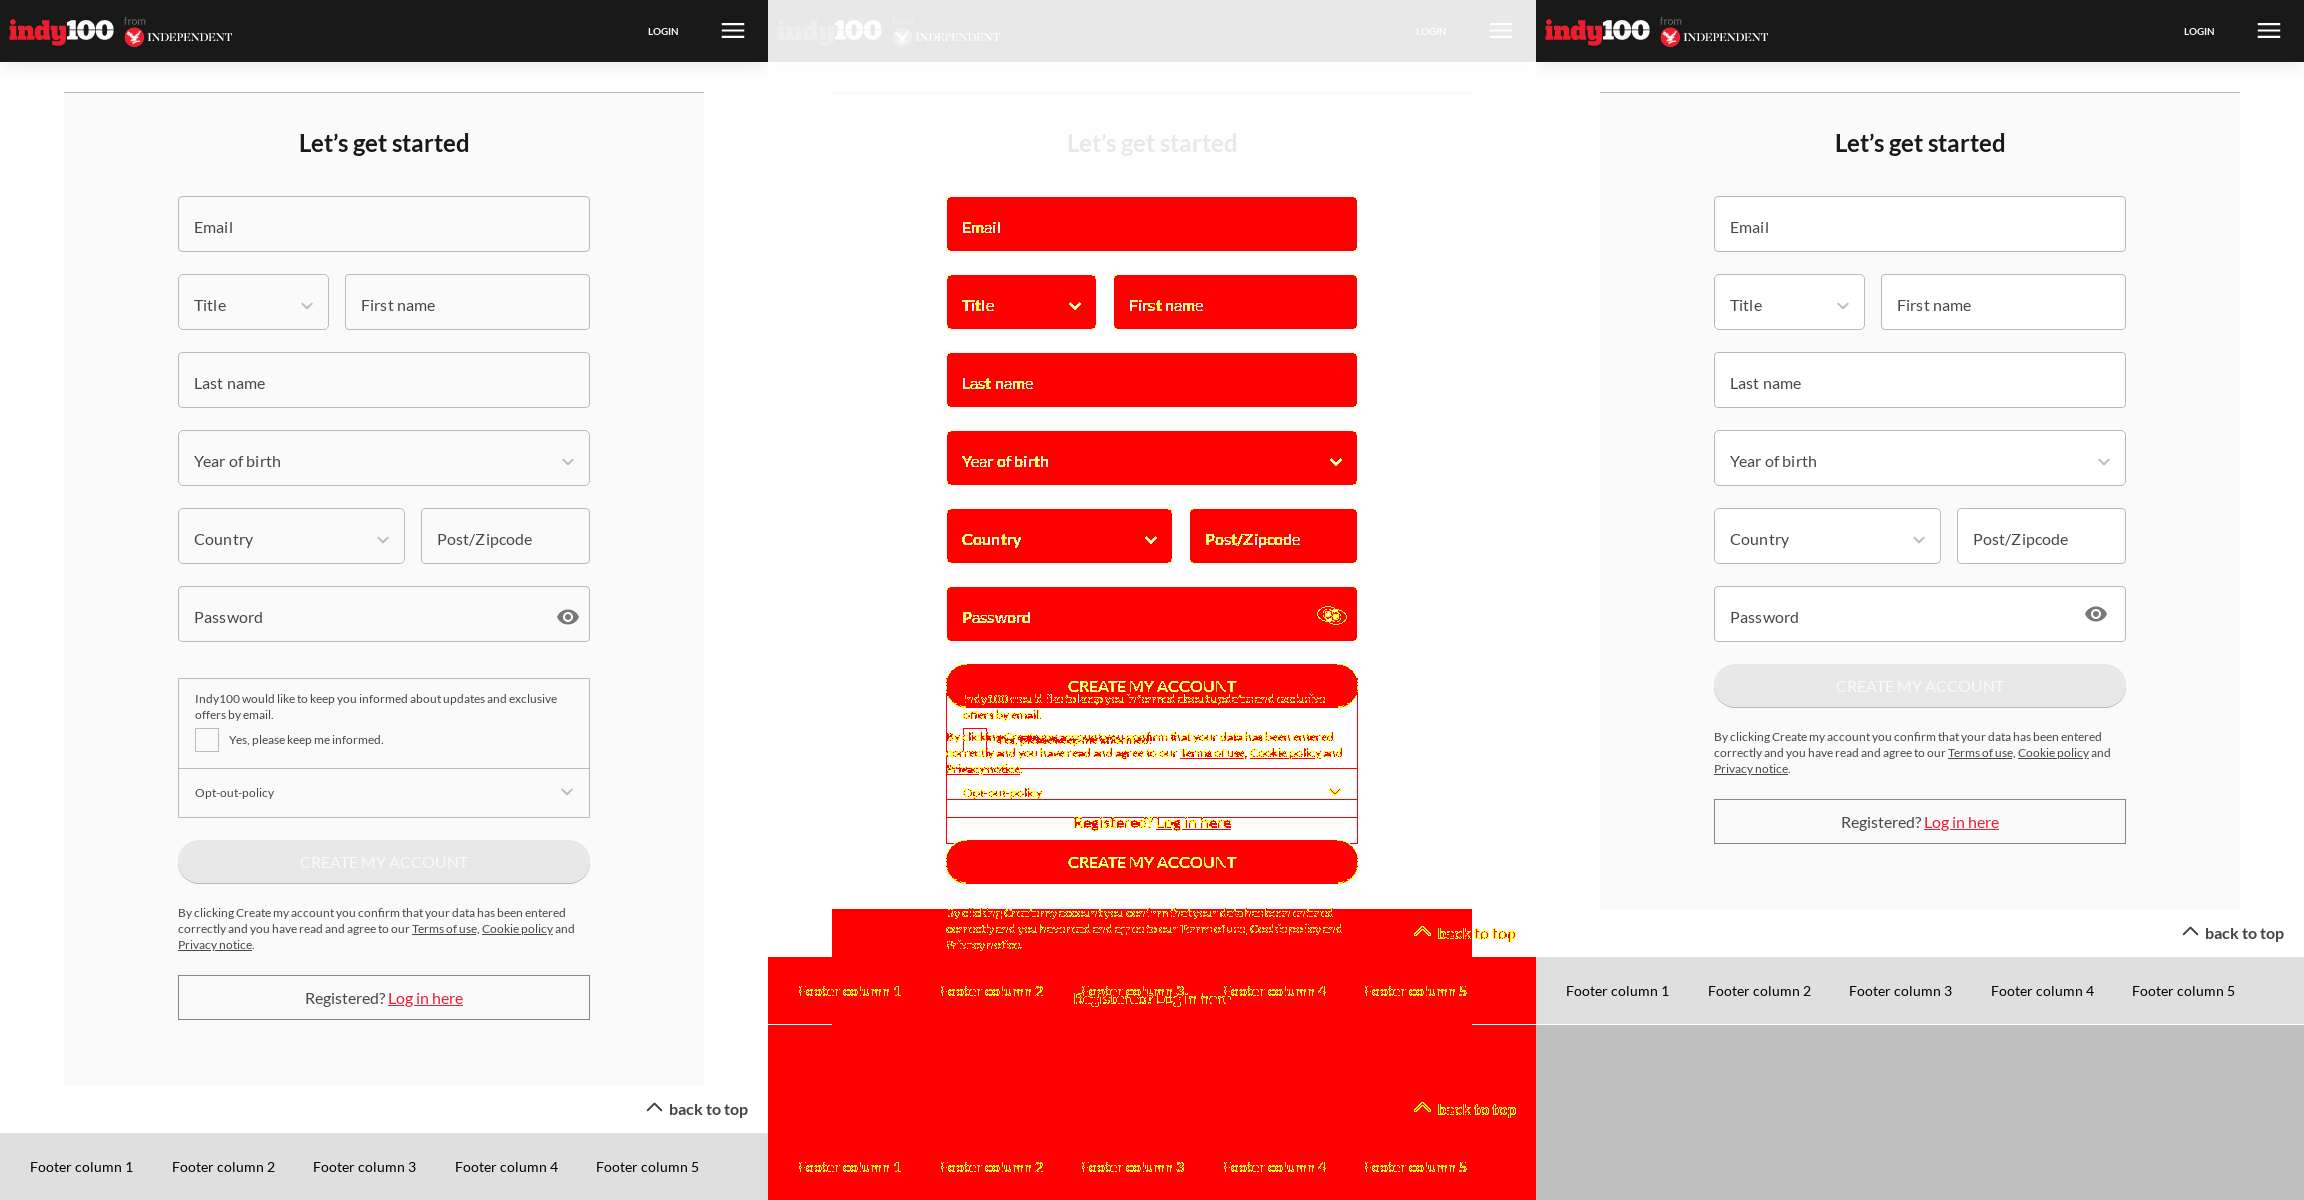 indy100 from INDEPENDENT LOGIN
Let's get started
Email
Title First name
Last name
Year of birth
Country Post/Zipcode
Password
Indy100 would like to keep you informed about updates and exclusive
offers by email.
Yes, please keep me informed.
Opt-out-policy
CREATE MY ACCOUNT
By clicking Create my account you confirm that your data has been entered
correctly and you have read and agree to our Terms of use, Cookie policy and
Privacy notice.
Registered? Log in here
back to top
Footer column 1 Footer column 2 Footer column 3 Footer column 4 Footer column 5
indy100 from INDEPENDENT LOGIN
Let's get started
Email
Title First name
Last name
Year of birth
Country Post/Zipcode
Password
CREATE MY ACCOUNT
Indy100 would like to keep you informed about updates and exclusive
offers by email.
By clicking Create my account you confirm that your data has been entered
correctly and you have read and agree to our Terms of use, Cookie policy and
Privacy notice.
Opt-out-policy
Registered? Log in here
CREATE MY ACCOUNT
By clicking Create my account you confirm that your data has been entered
correctly and you have read and agree to our Terms of use, Cookie policy and
Privacy notice.
back to top
Footer column 1 Footer column 2 Footer column 3 Footer column 4 Footer column 5
Registered? Log in here
back to top
Footer column 1 Footer column 2 Footer column 3 Footer column 4 Footer column 5
indy100 from INDEPENDENT LOGIN
Let's get started
Email
Title First name
Last name
Year of birth
Country Post/Zipcode
Password
CREATE MY ACCOUNT
By clicking Create my account you confirm that your data has been entered
correctly and you have read and agree to our Terms of use, Cookie policy and
Privacy notice.
Registered? Log in here
back to top
Footer column 1 Footer column 2 Footer column 3 Footer column 4 Footer column 5